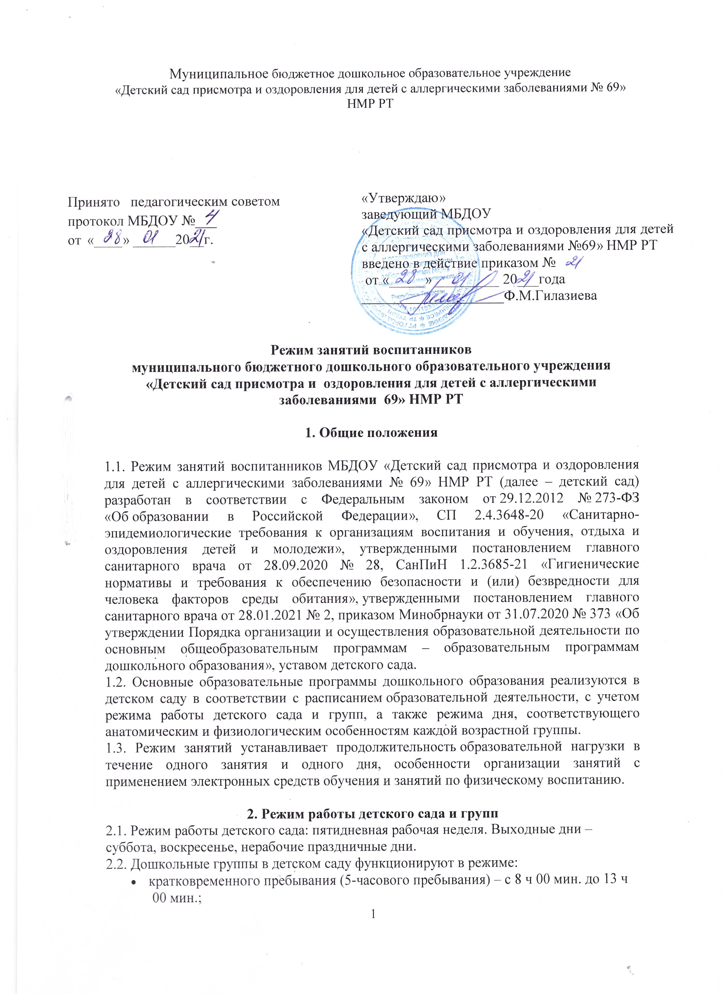 Муниципальное бюджетное дошкольное образовательное учреждение
«Детский сад присмотра и оздоровления для детей с аллергическими заболеваниями № 69»
НМР РТ
Принято педагогическим советом
протокол МБДОУ № 4
от «28» 01 2021г.
«Утверждаю»
заведующий МБДОУ
«Детский сад присмотра и оздоровления для детей
с аллергическими заболеваниями №69» НМР РТ
введено в действие приказом № 21
от «28» 01 2021 года
Ф.М.Гилазиева
Режим занятий воспитанников
муниципального бюджетного дошкольного образовательного учреждения
«Детский сад присмотра и оздоровления для детей с аллергическими
заболеваниями 69» НМР РТ
1. Общие положения
1.1. Режим занятий воспитанников МБДОУ «Детский сад присмотра и оздоровления
для детей с аллергическими заболеваниями № 69» НМР РТ (далее – детский сад)
разработан в соответствии с Федеральным законом от 29.12.2012 № 273-ФЗ
«Об образовании в Российской Федерации», СП 2.4.3648-20 «Санитарно-
эпидемиологические требования к организациям воспитания и обучения, отдыха и
оздоровления детей и молодежи», утвержденными постановлением главного
санитарного врача от 28.09.2020 № 28, СанПиН 1.2.3685-21 «Гигиенические
нормативы и требования к обеспечению безопасности и (или) безвредности для
человека факторов среды обитания», утвержденными постановлением главного
санитарного врача от 28.01.2021 № 2, приказом Минобрнауки от 31.07.2020 № 373 «Об
утверждении Порядка организации и осуществления образовательной деятельности по
основным общеобразовательным программам – образовательным программам
дошкольного образования», уставом детского сада.
1.2. Основные образовательные программы дошкольного образования реализуются в
детском саду в соответствии с расписанием образовательной деятельности, с учетом
режима работы детского сада и групп, а также режима дня, соответствующего
анатомическим и физиологическим особенностям каждой возрастной группы.
1.3. Режим занятий устанавливает продолжительность образовательной нагрузки в
течение одного занятия и одного дня, особенности организации занятий с
применением электронных средств обучения и занятий по физическому воспитанию.
2. Режим работы детского сада и групп
2.1. Режим работы детского сада: пятидневная рабочая неделя. Выходные дни –
суббота, воскресенье, нерабочие праздничные дни.
2.2. Дошкольные группы в детском саду функционируют в режиме:
• кратковременного пребывания (5-часового пребывания) – с 8 ч 00 мин. до 13 ч
00 мин.;
1